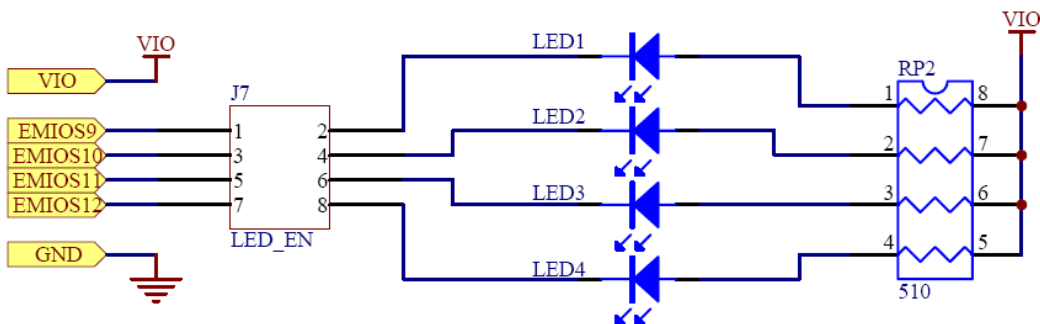 VIO
VIO
EMIOS9
EMIOS10
EMIOS11
EMIOS12
GND
J7
1 2
3 4
5 6
7 8
LED_EN
LED1
LED2
LED3
LED4
VIO
RP2
1 8
2 7
3 6
4 5
510